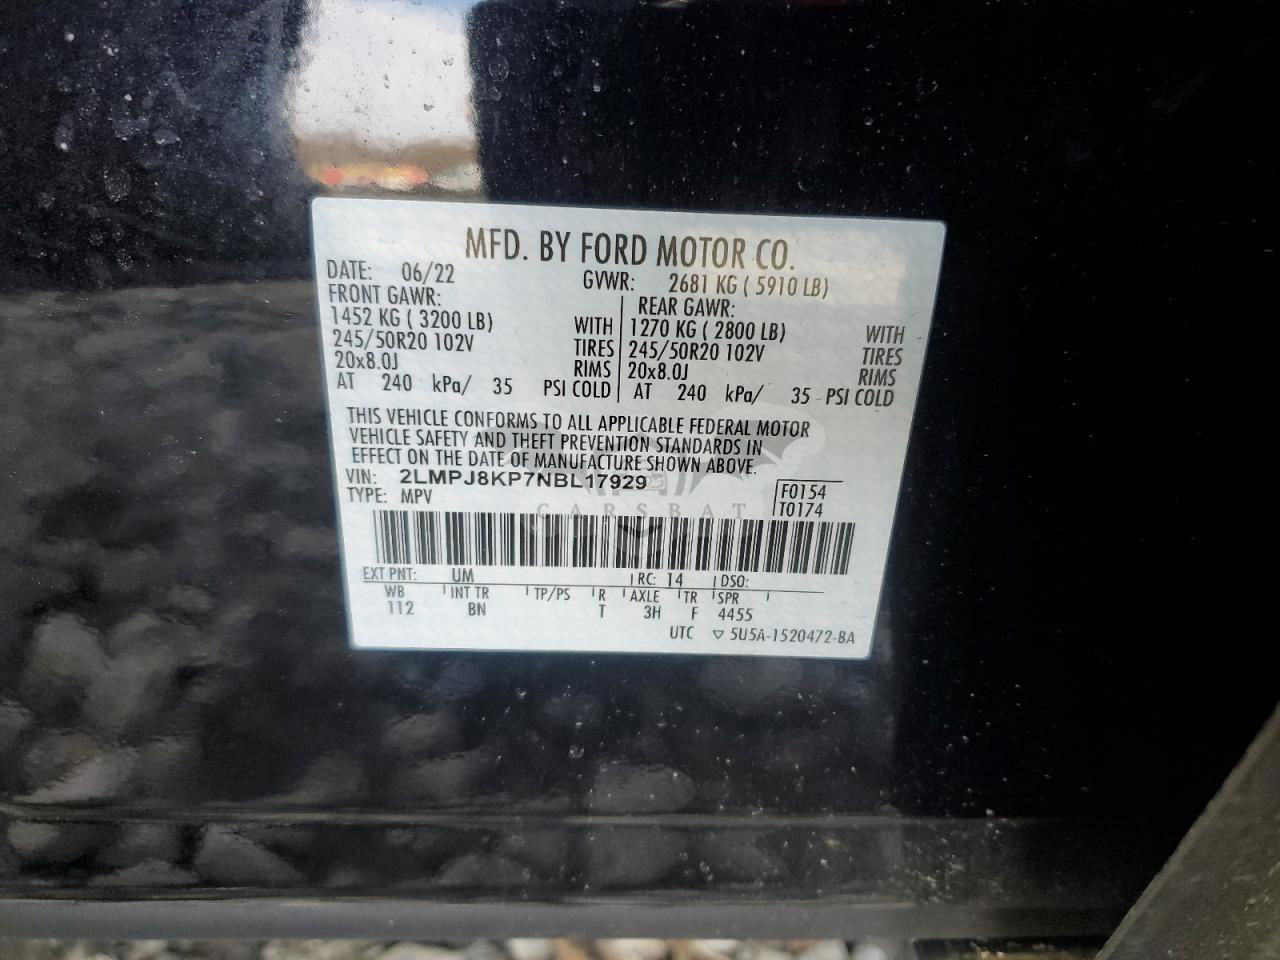 MFD. BY FORD MOTOR CO.
DATE: 06/22 GVWR: 2681 KG ( 5910 LB)
FRONT GAWR: REAR GAWR:
1452 KG ( 3200 LB) WITH 1270 KG ( 2800 LB) WITH
245/50R20 102V TIRES 245/50R20 102V TIRES
20x8.0J RIMS 20x8.0J RIMS
AT 240 kPa/ 35 PSI COLD AT 240 kPa/ 35 PSI COLD
THIS VEHICLE CONFORMS TO ALL APPLICABLE FEDERAL MOTOR
VEHICLE SAFETY AND THEFT PREVENTION STANDARDS IN
EFFECT ON THE DATE OF MANUFACTURE SHOWN ABOVE.
VIN: 2LMPJ8KP7NBL17929
TYPE: MPV
F0154
T0174
CARSBAT
EXT PNT: UM RC: 14 DSO:
WB INT TR TP/PS R AXLE TR SPR
112 BN T 3H F 4455
UTC ▽ 5U5A-1520472-BA